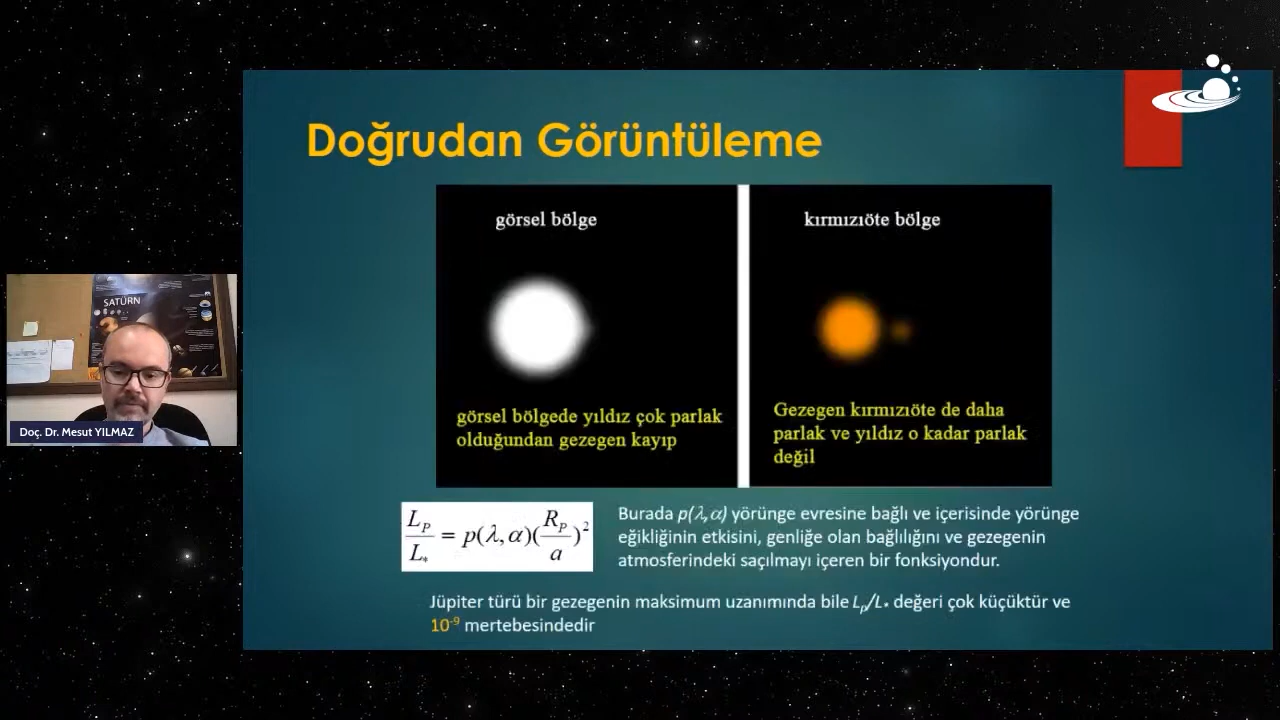 Doğrudan Görüntüleme
görsel bölge
görsel bölgede yıldız çok parlak
olduğundan gezegen kayıp
kırmızıöte bölge
Gezegen kırmızıöte de daha
parlak ve yıldız o kadar parlak
değil
L_P / L_* = p(λ,α)(R_P / a)²
Burada p(λ,α) yörünge evresine bağlı ve içerisinde yörünge
eğikliğinin etkisini, genliğe olan bağlılığını ve gezegenin
atmosferindeki saçılmayı içeren bir fonksiyondur.
Jüpiter türü bir gezegenin maksimum uzanımında bile Lₚ/L* değeri çok küçüktür ve
10⁻⁹ mertebesindedir
SATÜRN
Doç. Dr. Mesut YILMAZ